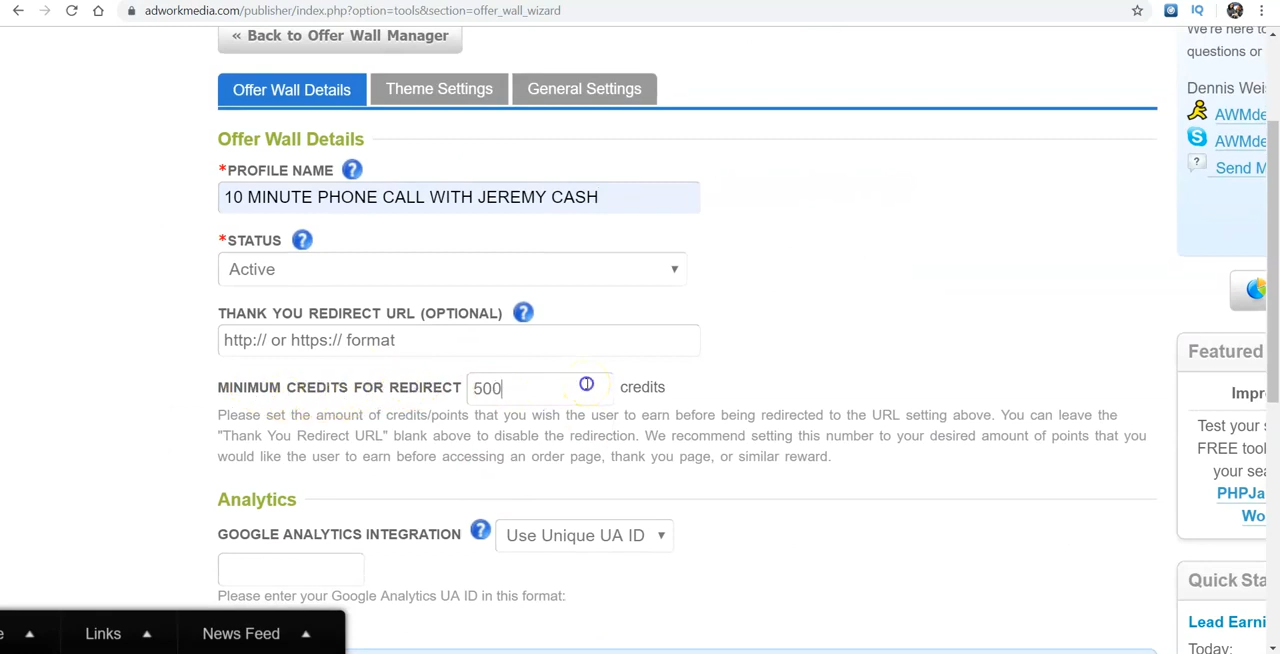 adworkmedia.com/publisher/index.php?option=tools&section=offer_wall_wizard
IQ
« Back to Offer Wall Manager
We're here to
questions or
Offer Wall Details
Theme Settings
General Settings
Dennis Wei
AWMde
AWMde
Send M
Offer Wall Details
*PROFILE NAME ?
10 MINUTE PHONE CALL WITH JEREMY CASH
*STATUS ?
Active
THANK YOU REDIRECT URL (OPTIONAL) ?
http:// or https:// format
MINIMUM CREDITS FOR REDIRECT 500 credits
Please set the amount of credits/points that you wish the user to earn before being redirected to the URL setting above. You can leave the
"Thank You Redirect URL" blank above to disable the redirection. We recommend setting this number to your desired amount of points that you
would like the user to earn before accessing an order page, thank you page, or similar reward.
Featured
Impr
Test your
FREE too
your sea
PHPJa
Wo
Analytics
GOOGLE ANALYTICS INTEGRATION ? Use Unique UA ID
Please enter your Google Analytics UA ID in this format:
Quick Sta
Lead Earni
Today:
e
Links
News Feed